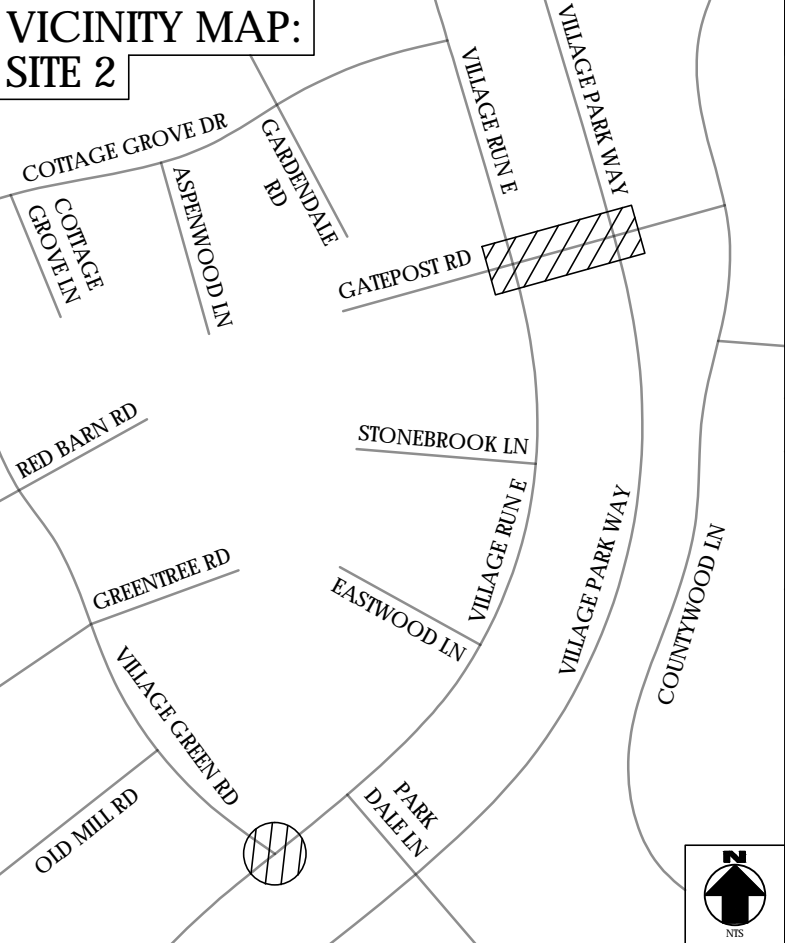 VICINITY MAP:
SITE 2
COTTAGE GROVE DR
GARDENDALE
RD
VILLAGE RUN E
VILLAGE PARK WAY
COTTAGE
GROVE LN
ASPENWOOD LN
GATEPOST RD
RED BARN RD
STONEBROOK LN
VILLAGE RUN E
VILLAGE PARK WAY
COUNTYWOOD LN
GREENTREE RD
EASTWOOD LN
VILLAGE GREEN RD
OLD MILL RD
PARK
DALE LN
N
NTS